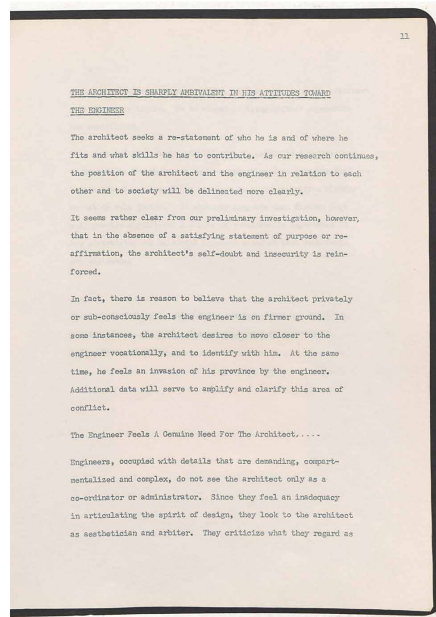 11
THE ARCHITECT IS SHARPLY AMBIVALENT IN HIS ATTITUDES TOWARD
THE ENGINEER
The architect seeks a re-statement of who he is and of where he
fits and what skills he has to contribute. As our research continues,
the position of the architect and the engineer in relation to each
other and to society will be delineated more clearly.
It seems rather clear from our preliminary investigation, however,
that in the absence of a satisfying statement of purpose or re-
affirmation, the architect's self-doubt and insecurity is rein-
forced.
In fact, there is reason to believe that the architect privately
or sub-consciously feels the engineer is on firmer ground. In
some instances, the architect desires to move closer to the
engineer vocationally, and to identify with him. At the same
time, he feels an invasion of his province by the engineer.
Additional data will serve to amplify and clarify this area of
conflict.
The Engineer Feels A Genuine Need For The Architect.....
Engineers, occupied with details that are demanding, compart-
mentalized and complex, do not see the architect only as a
co-ordinator or administrator. Since they feel an inadequacy
in articulating the spirit of design, they look to the architect
as aesthetician and arbiter. They criticize what they regard as